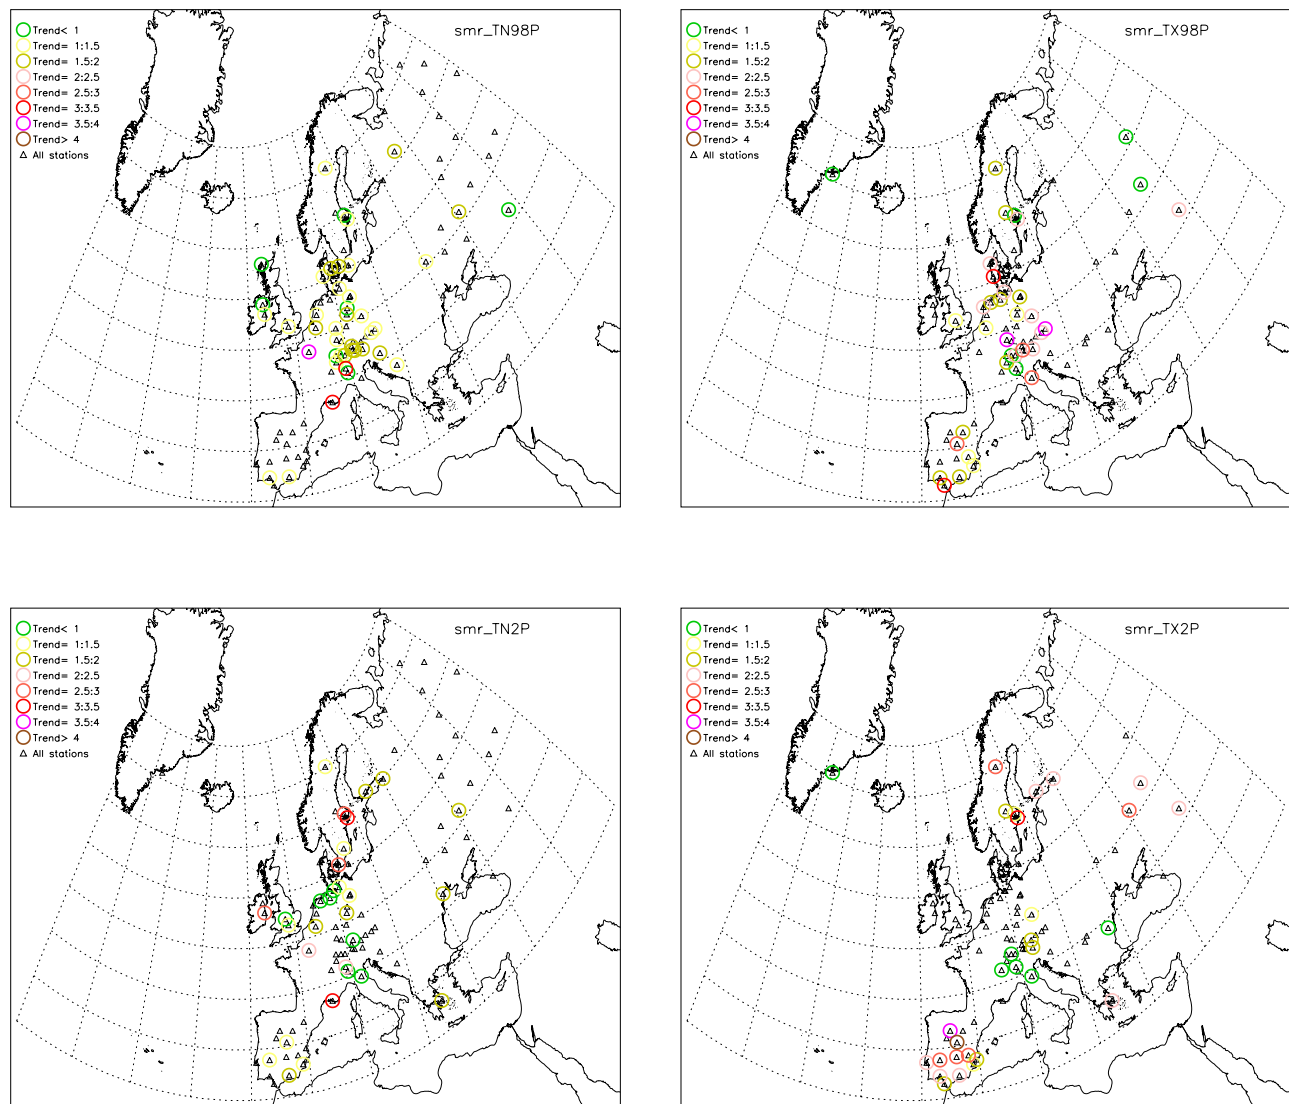 smr_TN98P
Trend< 1
Trend= 1:1.5
Trend= 1.5:2
Trend= 2:2.5
Trend= 2.5:3
Trend= 3:3.5
Trend= 3.5:4
Trend> 4
All stations
smr_TX98P
Trend< 1
Trend= 1:1.5
Trend= 1.5:2
Trend= 2:2.5
Trend= 2.5:3
Trend= 3:3.5
Trend= 3.5:4
Trend> 4
All stations
smr_TN2P
Trend< 1
Trend= 1:1.5
Trend= 1.5:2
Trend= 2:2.5
Trend= 2.5:3
Trend= 3:3.5
Trend= 3.5:4
Trend> 4
All stations
smr_TX2P
Trend< 1
Trend= 1:1.5
Trend= 1.5:2
Trend= 2:2.5
Trend= 2.5:3
Trend= 3:3.5
Trend= 3.5:4
Trend> 4
All stations